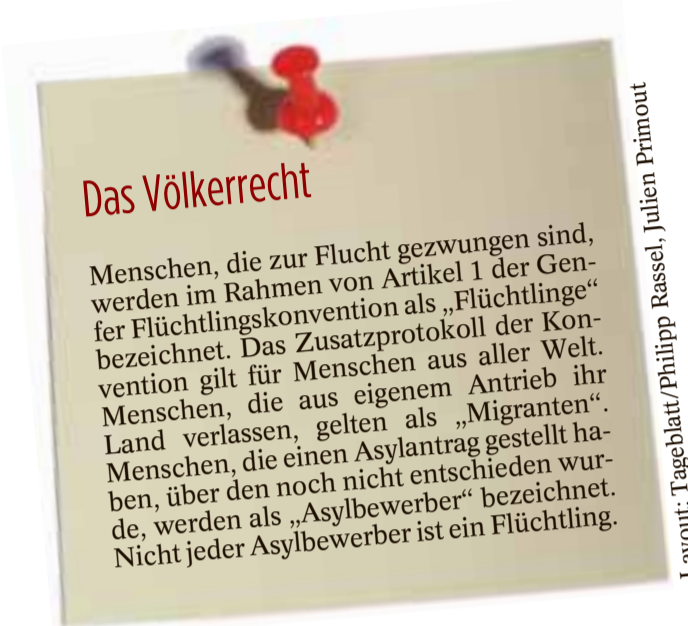 Das Völkerrecht
Menschen, die zur Flucht gezwungen sind,
werden im Rahmen von Artikel 1 der Gen-
fer Flüchtlingskonvention als „Flüchtlinge“
bezeichnet. Das Zusatzprotokoll der Kon-
vention gilt für Menschen aus aller Welt.
Menschen, die aus eigenem Antrieb ihr
Land verlassen, gelten als „Migranten“.
Menschen, die einen Asylantrag gestellt ha-
ben, über den noch nicht entschieden wur-
de, werden als „Asylbewerber“ bezeichnet.
Nicht jeder Asylbewerber ist ein Flüchtling.
Layout: Tageblatt/Philipp Rassel, Julien Primout